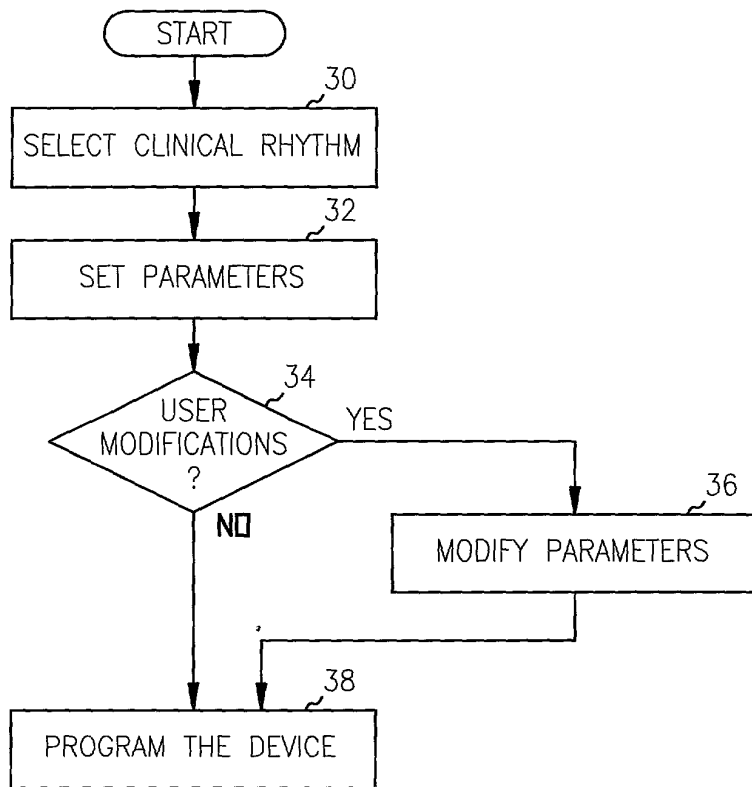 START
30
SELECT CLINICAL RHYTHM
32
SET PARAMETERS
34
USER
MODIFICATIONS
?
YES
NO
36
MODIFY PARAMETERS
38
PROGRAM THE DEVICE